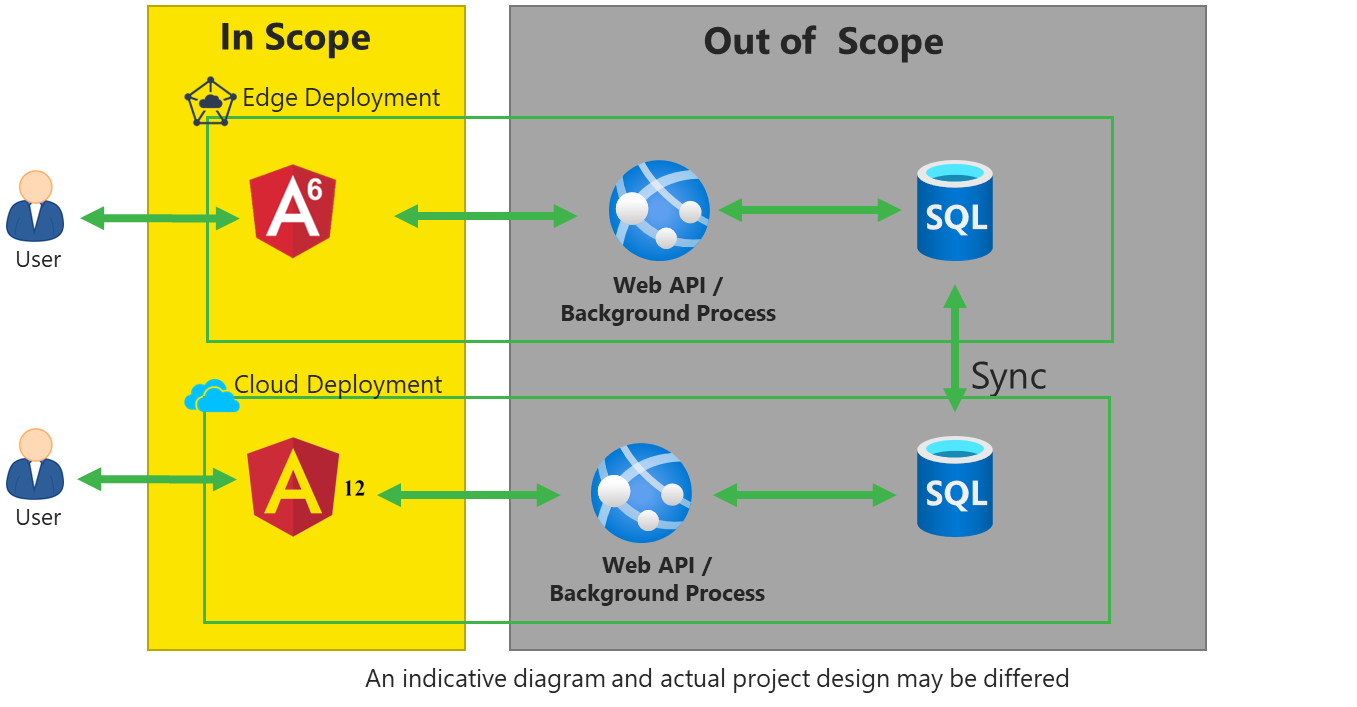 In Scope
Out of  Scope
Edge Deployment
A6
SQL
User
Web API /
Background Process
Sync
Cloud Deployment
A
12
SQL
User
Web API /
Background Process
An indicative diagram and actual project design may be differed